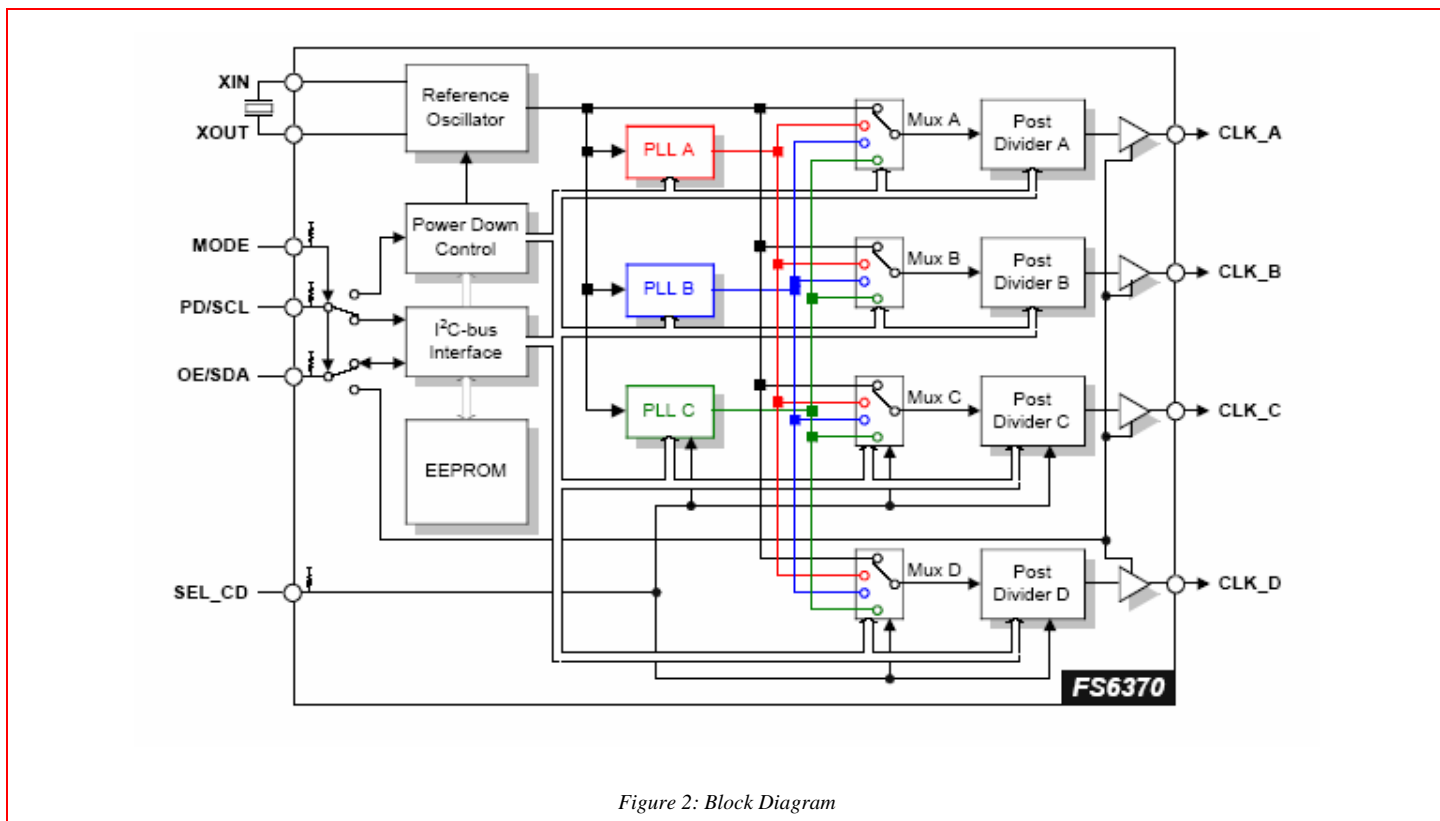 XIN
XOUT
MODE
PD/SCL
OE/SDA
SEL_CD
Reference
Oscillator
Power Down
Control
I²C-bus
Interface
EEPROM
PLL A
PLL B
PLL C
Mux A
Mux B
Mux C
Mux D
Post
Divider A
Post
Divider B
Post
Divider C
Post
Divider D
CLK_A
CLK_B
CLK_C
CLK_D
FS6370
Figure 2: Block Diagram